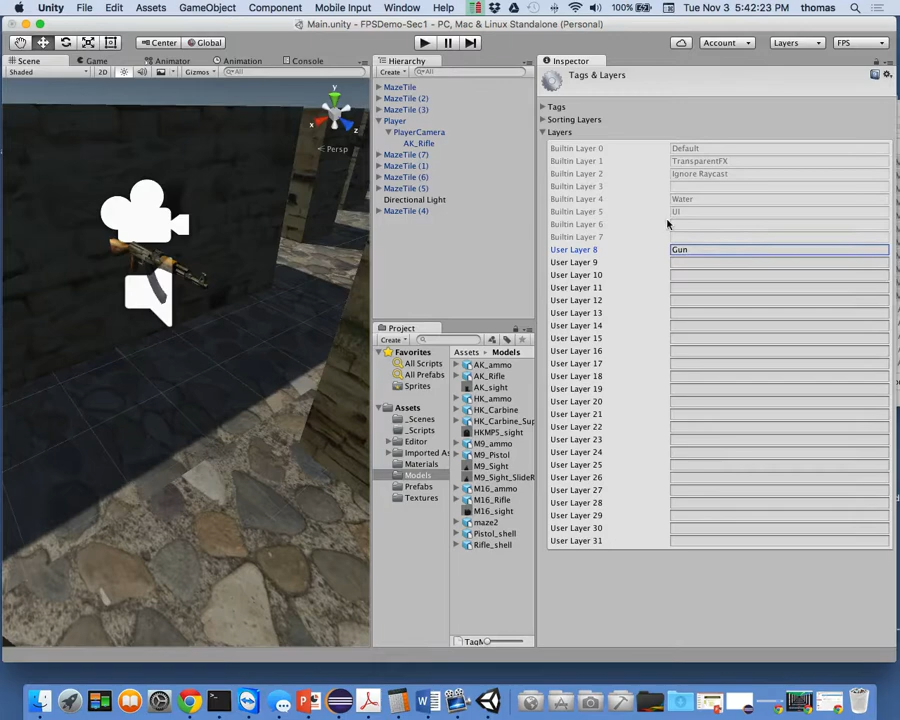 Unity File Edit Assets GameObject Component Mobile Input Window Help 100% Tue Nov 3 5:42:23 PM thomas
Main.unity - FPSDemo-Sec1 - PC, Mac & Linux Standalone (Personal)
Center Global Account Layers FPS
Scene Game Animator Animation Console
Shaded 2D Gizmos All
y
x
z
Persp
Hierarchy
Create All
MazeTile
MazeTile (2)
MazeTile (3)
Player
PlayerCamera
AK_Rifle
MazeTile (7)
MazeTile (1)
MazeTile (6)
MazeTile (5)
Directional Light
MazeTile (4)
Project
Create
Favorites
All Scripts
All Prefabs
Sprites
Assets
_Scenes
_Scripts
Editor
Imported As
Materials
Models
Prefabs
Textures
Assets Models
AK_ammo
AK_Rifle
AK_sight
HK_ammo
HK_Carbine
HK_Carbine_Sup
HKMP5_sight
M9_ammo
M9_Pistol
M9_Sight
M9_Sight_SlideR
M16_ammo
M16_Rifle
M16_sight
maze2
Pistol_shell
Rifle_shell
TagM
Inspector
Tags & Layers
Tags
Sorting Layers
Layers
Builtin Layer 0 Default
Builtin Layer 1 TransparentFX
Builtin Layer 2 Ignore Raycast
Builtin Layer 3
Builtin Layer 4 Water
Builtin Layer 5 UI
Builtin Layer 6
Builtin Layer 7
User Layer 8 Gun
User Layer 9
User Layer 10
User Layer 11
User Layer 12
User Layer 13
User Layer 14
User Layer 15
User Layer 16
User Layer 17
User Layer 18
User Layer 19
User Layer 20
User Layer 21
User Layer 22
User Layer 23
User Layer 24
User Layer 25
User Layer 26
User Layer 27
User Layer 28
User Layer 29
User Layer 30
User Layer 31